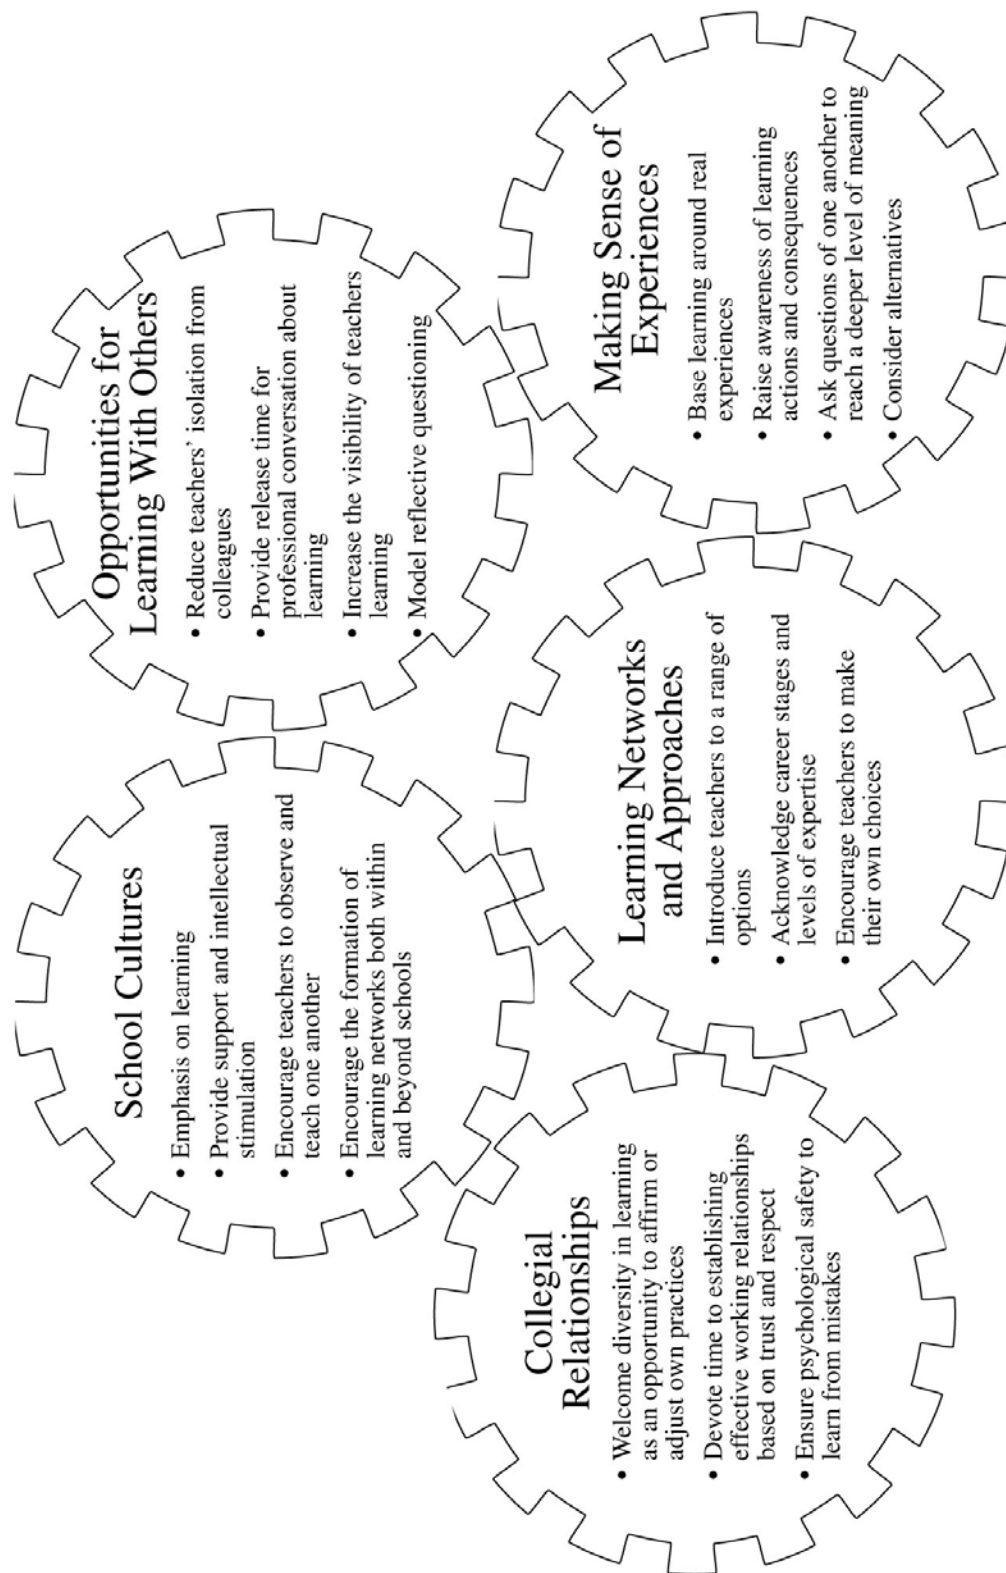 School Cultures
• Emphasis on learning
• Provide support and intellectual
stimulation
• Encourage teachers to observe and
teach one another
• Encourage the formation of
learning networks both within
and beyond schools
Opportunities for
Learning With Others
• Reduce teachers’ isolation from
colleagues
• Provide release time for
professional conversation about
learning
• Increase the visibility of teachers
learning
• Model reflective questioning
Collegial
Relationships
• Welcome diversity in learning
as an opportunity to affirm or
adjust own practices
• Devote time to establishing
effective working relationships
based on trust and respect
• Ensure psychological safety to
learn from mistakes
Learning Networks
and Approaches
• Introduce teachers to a range of
options
• Acknowledge career stages and
levels of expertise
• Encourage teachers to make
their own choices
Making Sense of
Experiences
• Base learning around real
experiences
• Raise awareness of learning
actions and consequences
• Ask questions of one another to
reach a deeper level of meaning
• Consider alternatives